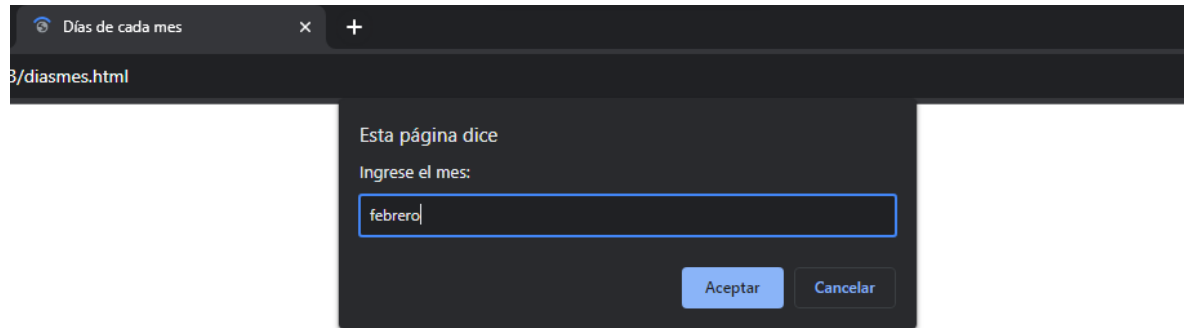 Días de cada mes
3/diasmes.html
Esta página dice
Ingrese el mes:
febrero
Aceptar Cancelar